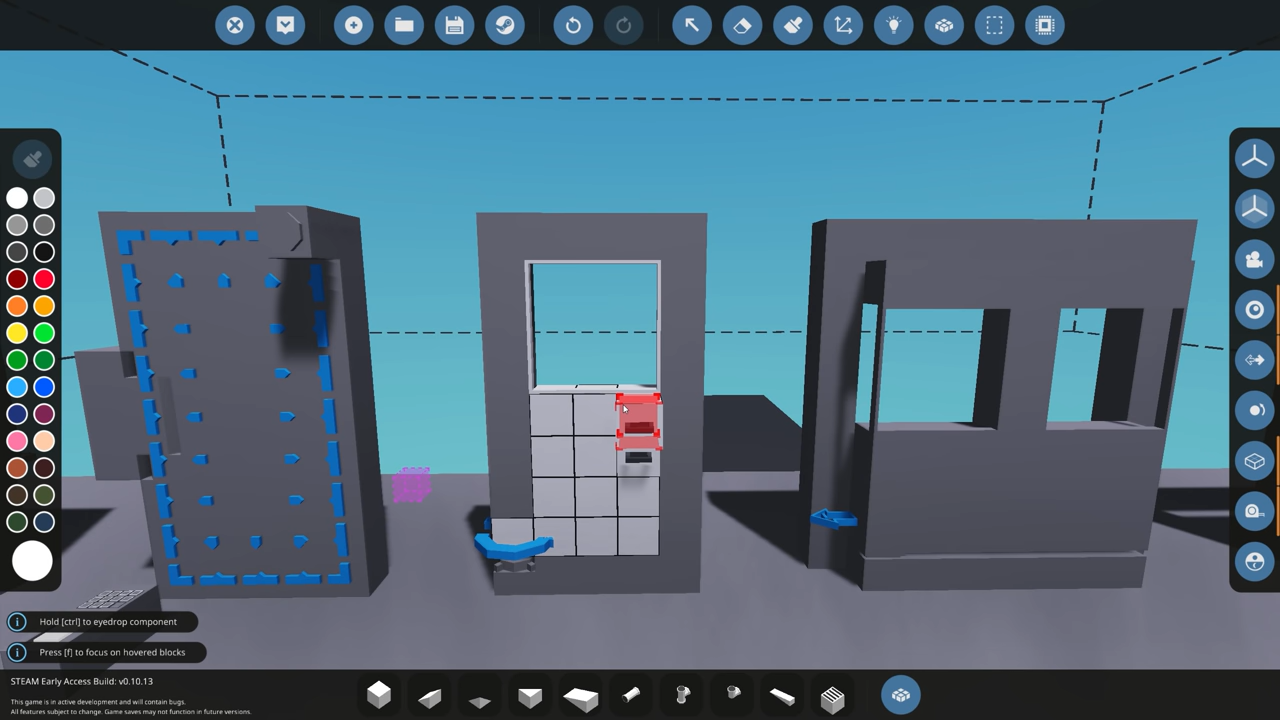 Hold [ctrl] to eyedrop component
Press [f] to focus on hovered blocks
STEAM Early Access Build: v0.10.13
This game is in active development and will contain bugs.
All features subject to change. Game saves may not function in future versions.